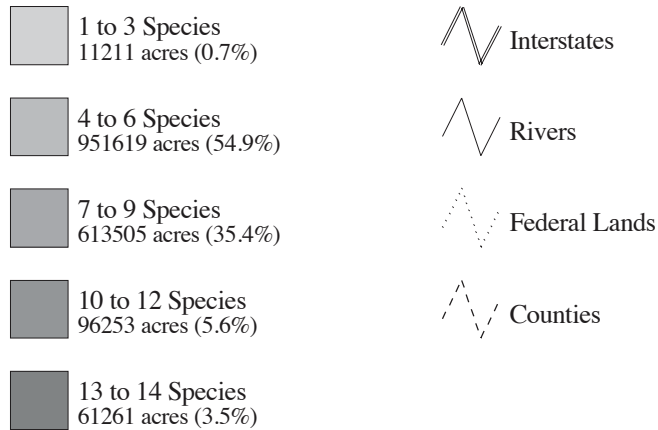 1 to 3 Species
11211 acres (0.7%)
4 to 6 Species
951619 acres (54.9%)
7 to 9 Species
613505 acres (35.4%)
10 to 12 Species
96253 acres (5.6%)
13 to 14 Species
61261 acres (3.5%)
Interstates
Rivers
Federal Lands
Counties